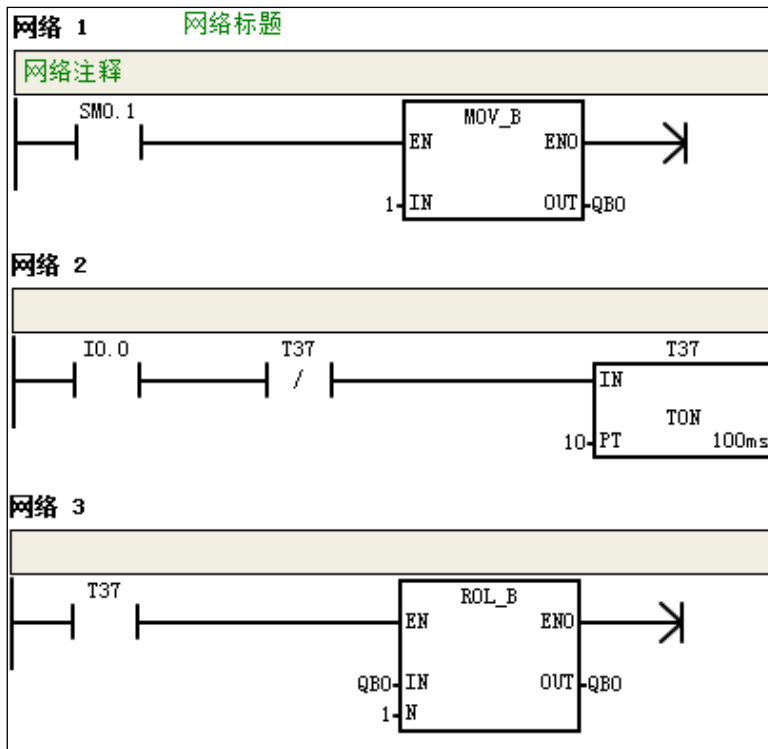 网络 1 网络标题
网络注释
SM0.1
MOV_B
EN ENO
1 IN OUT QB0
网络 2
I0.0 T37 T37
/ IN
TON
10 PT 100ms
网络 3
T37
ROL_B
EN ENO
QB0 IN OUT QB0
1 N